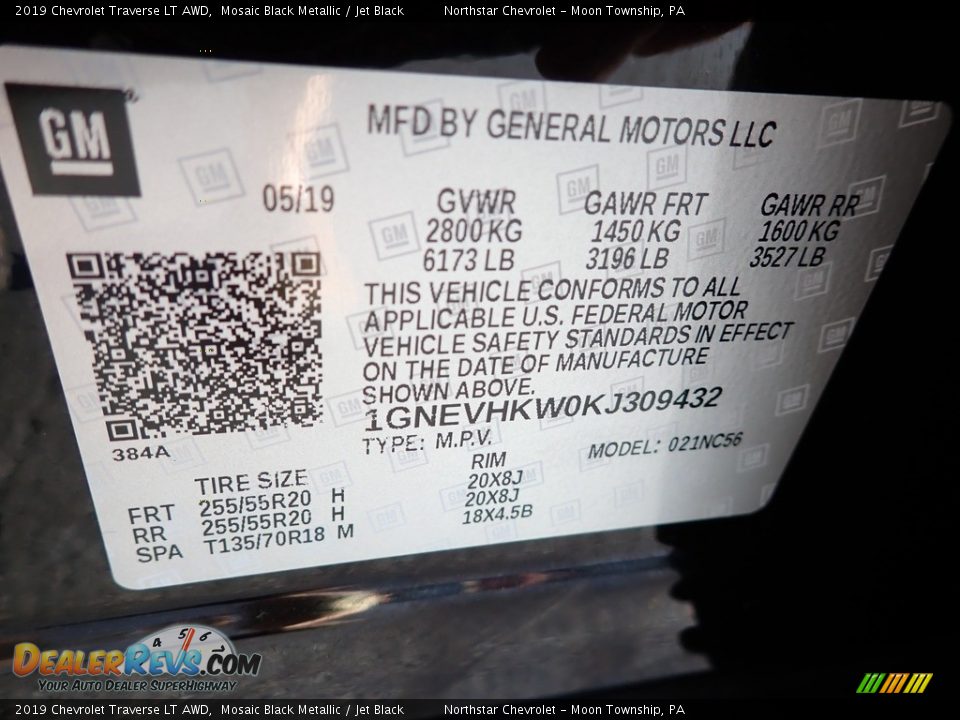 2019 Chevrolet Traverse LT AWD, Mosaic Black Metallic / Jet Black Northstar Chevrolet – Moon Township, PA
GM
MFD BY GENERAL MOTORS LLC
05/19 GVWR GAWR FRT GAWR RR
2800 KG 1450 KG 1600 KG
6173 LB 3196 LB 3527 LB
THIS VEHICLE CONFORMS TO ALL
APPLICABLE U.S. FEDERAL MOTOR
VEHICLE SAFETY STANDARDS IN EFFECT
ON THE DATE OF MANUFACTURE
SHOWN ABOVE.
1GNEVHKW0KJ309432
TYPE: M.P.V. MODEL: 021NC56
384A
TIRE SIZE RIM
FRT 255/55R20 H 20X8J
RR 255/55R20 H 20X8J
SPA T135/70R18 M 18X4.5B
4 5 6
DEALERREVS.COM
YOUR AUTO DEALER SUPERHIGHWAY
2019 Chevrolet Traverse LT AWD, Mosaic Black Metallic / Jet Black Northstar Chevrolet – Moon Township, PA